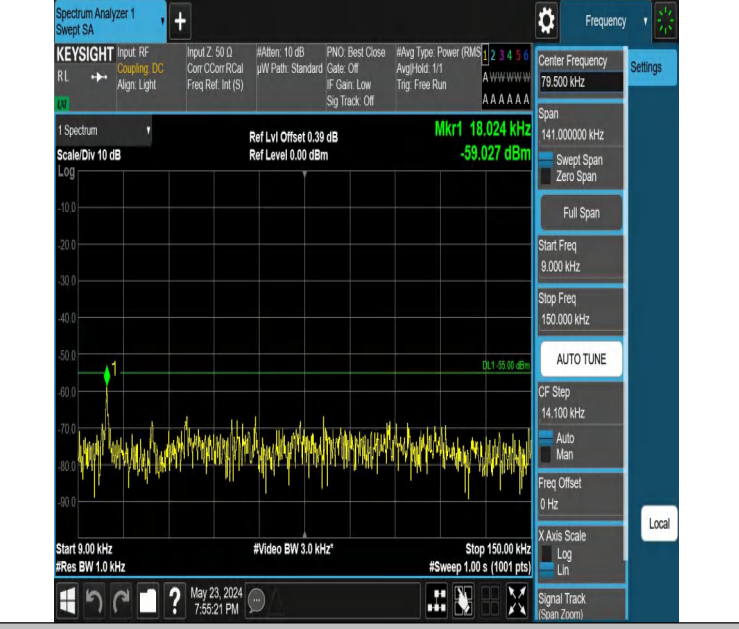 Spectrum Analyzer 1
Swept SA
+
Frequency
KEYSIGHT
RL
LXI
Input: RF
Coupling: DC
Align: Light
Input Z: 50 Ω
Corr CCorr RCal
Freq Ref: Int (S)
#Atten: 10 dB
µW Path: Standard
PNO: Best Close
Gate: Off
IF Gain: Low
Sig Track: Off
#Avg Type: Power (RMS
Avg|Hold: 1/1
Trig: Free Run
1 2 3 4 5 6
A W W W W W
A A A A A A
1 Spectrum
Scale/Div 10 dB
Log
Ref Lvl Offset 0.39 dB
Ref Level 0.00 dBm
Mkr1 18.024 kHz
-59.027 dBm
-10.0
-20.0
-30.0
-40.0
-50.0
-60.0
-70.0
-80.0
-90.0
1
DL1 -55.00 dBm
Start 9.00 kHz
#Res BW 1.0 kHz
#Video BW 3.0 kHz*
Stop 150.00 kHz
#Sweep 1.00 s (1001 pts)
Center Frequency
79.500 kHz
Span
141.000000 kHz
Swept Span
Zero Span
Full Span
Start Freq
9.000 kHz
Stop Freq
150.000 kHz
AUTO TUNE
CF Step
14.100 kHz
Auto
Man
Freq Offset
0 Hz
X Axis Scale
Log
Lin
Signal Track
(Span Zoom)
Settings
Local
?
May 23, 2024
7:55:21 PM